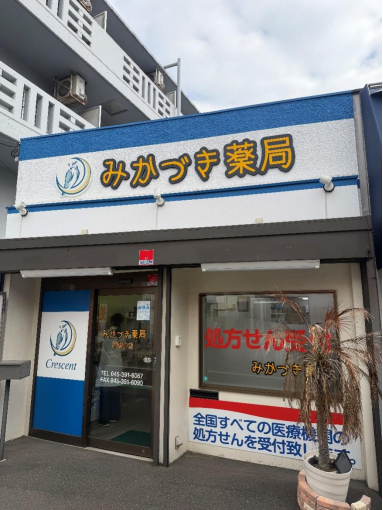 みかづき薬局
みかづき薬局
TEL 045-391-6087
FAX 045-391-6090
Crescent
処方せん受付
みかづき薬
全国すべての医療機関の
処方せんを受付致します。